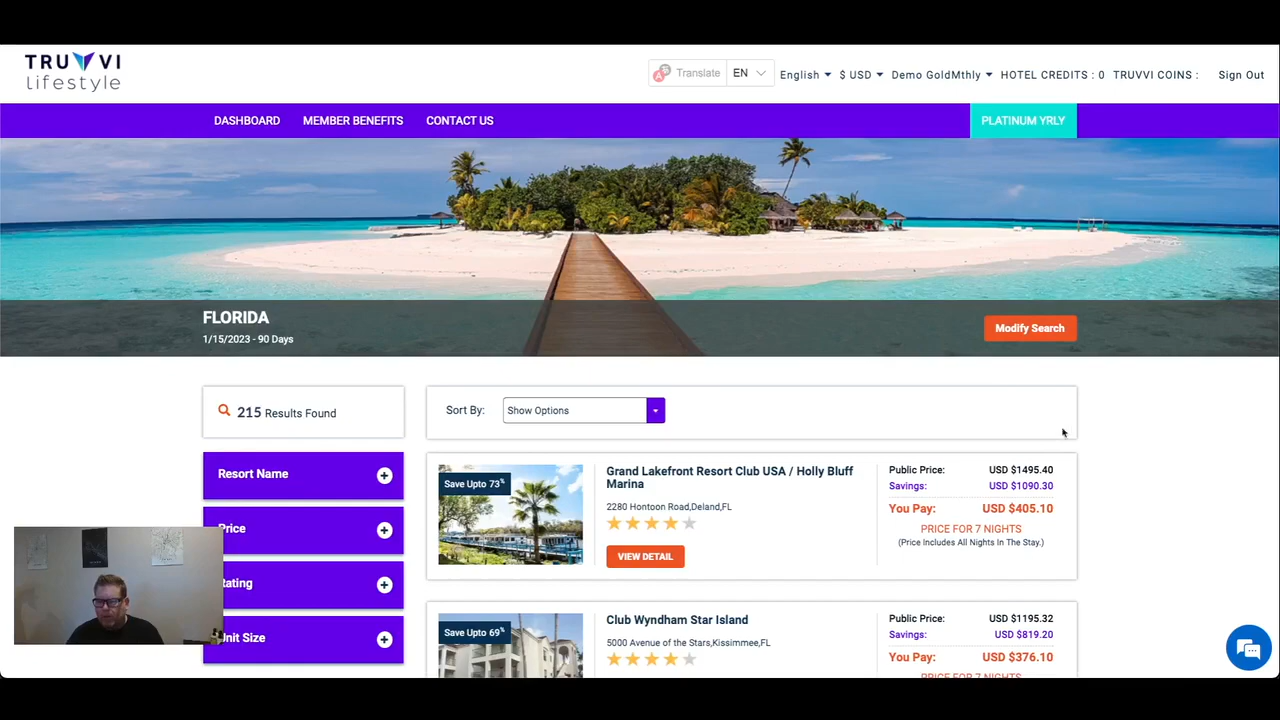 TRUVVI
Lifestyle
Translate EN English $ USD Demo GoldMthly HOTEL CREDITS : 0 TRUVVI COINS : Sign Out
DASHBOARD MEMBER BENEFITS CONTACT US PLATINUM YRLY
FLORIDA
1/15/2023 - 90 Days
Modify Search
215 Results Found
Sort By: Show Options
Resort Name
Price
Rating
Unit Size
Save Upto 73%
Grand Lakefront Resort Club USA / Holly Bluff
Marina
2280 Hontoon Road,Deland,FL
VIEW DETAIL
Public Price: USD $1495.40
Savings: USD $1090.30
You Pay: USD $405.10
PRICE FOR 7 NIGHTS
(Price Includes All Nights In The Stay.)
Save Upto 69%
Club Wyndham Star Island
5000 Avenue of the Stars,Kissimmee,FL
Public Price: USD $1195.32
Savings: USD $819.20
You Pay: USD $376.10
PRICE FOR 7 NIGHTS